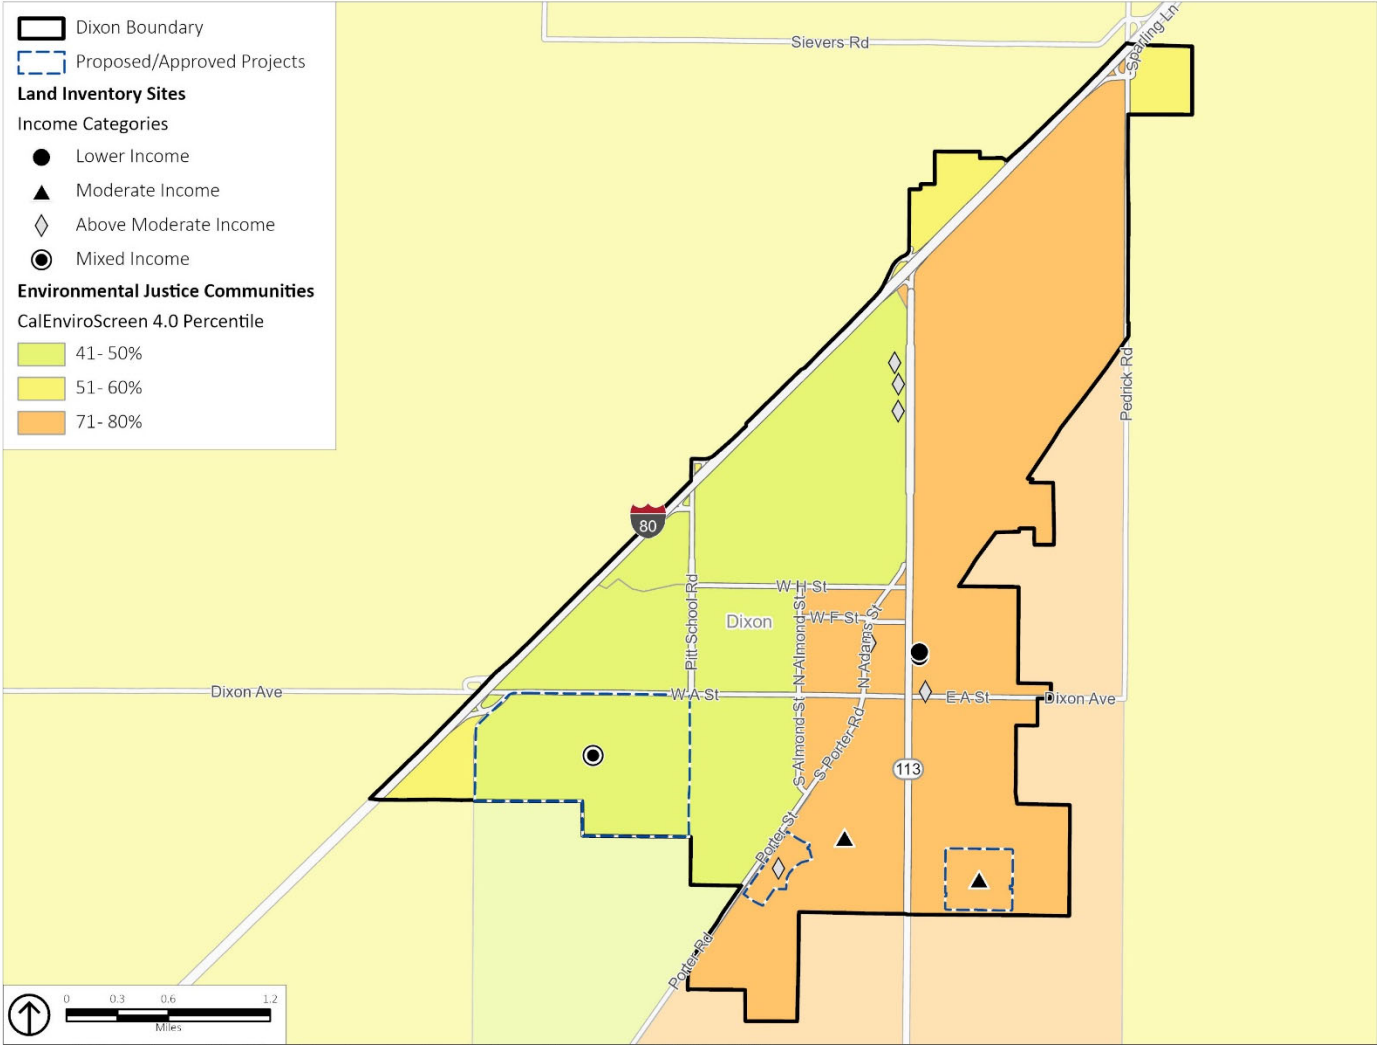 Dixon Boundary
Proposed/Approved Projects
Land Inventory Sites
Income Categories
Lower Income
Moderate Income
Above Moderate Income
Mixed Income
Environmental Justice Communities
CalEnviroScreen 4.0 Percentile
41- 50%
51- 60%
71- 80%
Sievers Rd
Sparling Ln
Pedrick Rd
80
Pitt School Rd
W H St
Dixon
N Almond St
W F St
N Adams St
Dixon Ave
W A St
E A St
Dixon Ave
S Almond St
S Porter Rd
113
Porter St
Porter Rd
0 0.3 0.6 1.2
Miles